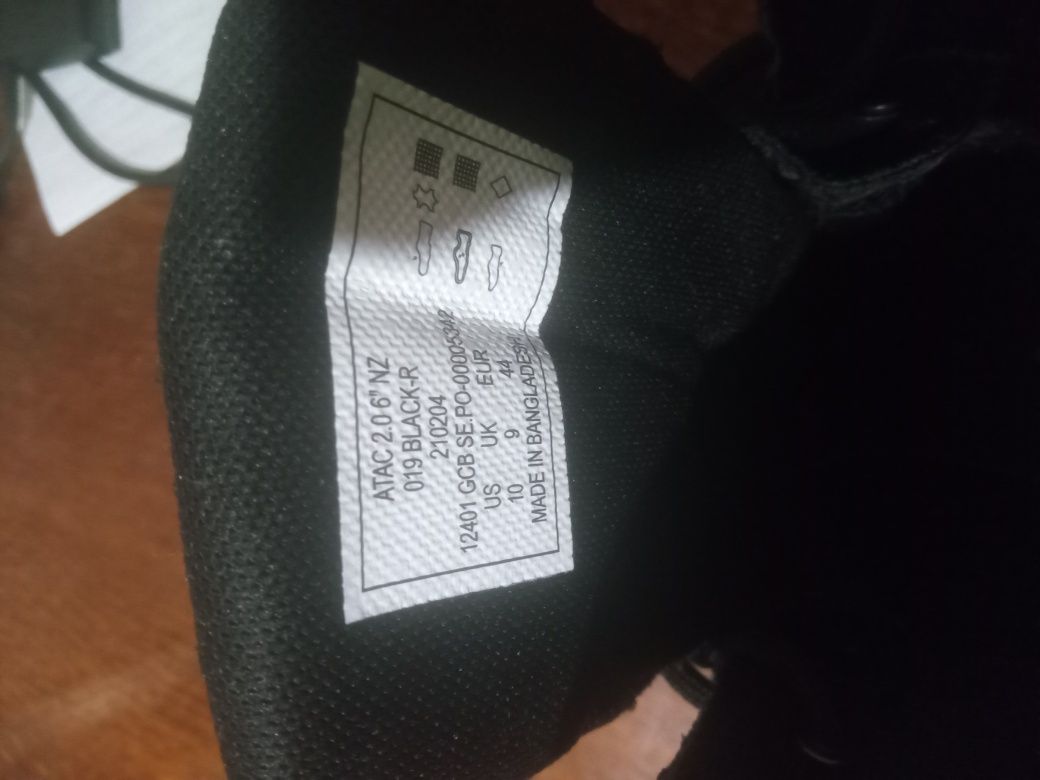 ATAC 2.0 6" NZ
019 BLACK-R
210204
12401 GCB SE.PO-00005342
US UK EUR
10 9 44
MADE IN BANGLADESH